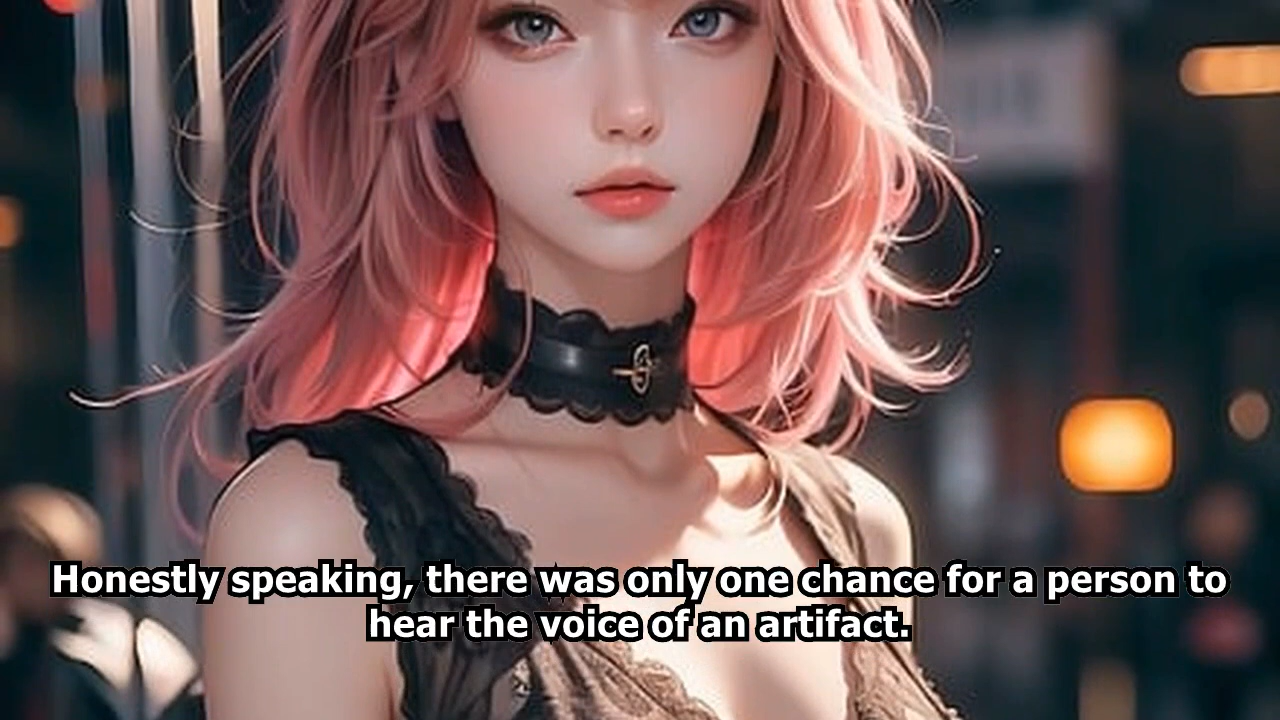 Honestly speaking, there was only one chance for a person to
hear the voice of an artifact.